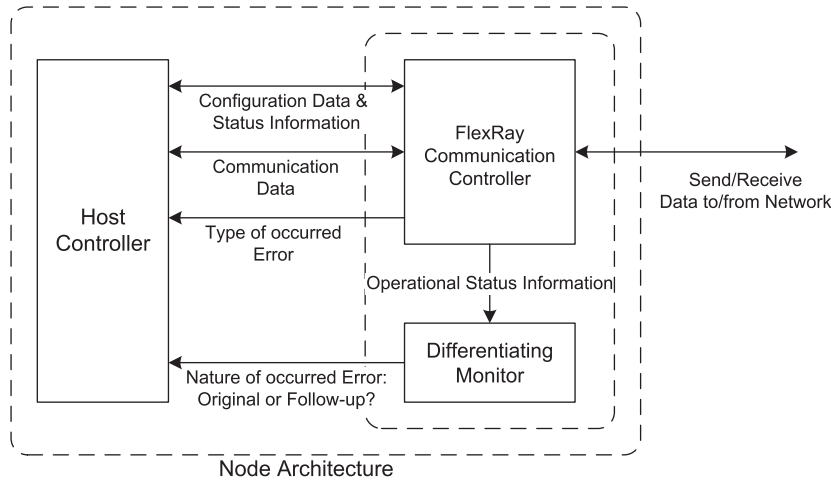 Configuration Data &
Status Information
Communication
Data
Type of occurred
Error
Host
Controller
FlexRay
Communication
Controller
Send/Receive
Data to/from Network
Operational Status Information
Differentiating
Monitor
Nature of occurred Error:
Original or Follow-up?
Node Architecture